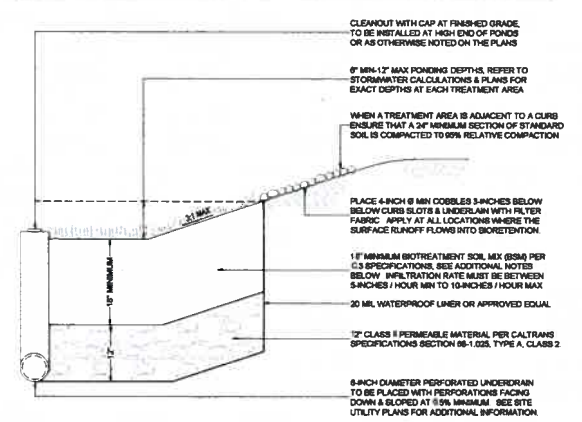 CLEANOUT WITH CAP AT FINISHED GRADE,
TO BE INSTALLED AT HIGH END OF PONDS
OR AS OTHERWISE NOTED ON THE PLANS
6" MIN-12" MAX PONDING DEPTHS, REFER TO
STORMWATER CALCULATIONS & PLANS FOR
EXACT DEPTHS AT EACH TREATMENT AREA
WHEN A TREATMENT AREA IS ADJACENT TO A CURB
ENSURE THAT A 24" MINIMUM SECTION OF STANDARD
SOIL IS COMPACTED TO 95% RELATIVE COMPACTION
3:1 MAX
PLACE 4-INCH Ø MIN COBBLES 3-INCHES BELOW
BELOW CURB SLOTS & UNDERLAIN WITH FILTER
FABRIC APPLY AT ALL LOCATIONS WHERE THE
SURFACE RUNOFF FLOWS INTO BIORETENTION.
18" MINIMUM
18" MINIMUM BIOTREATMENT SOIL MIX (BSM) PER
C.3 SPECIFICATIONS, SEE ADDITIONAL NOTES
BELOW INFILTRATION RATE MUST BE BETWEEN
5-INCHES / HOUR MIN TO 10-INCHES / HOUR MAX
20 MIL WATERPROOF LINER OR APPROVED EQUAL
12"
12" CLASS II PERMEABLE MATERIAL PER CALTRANS
SPECIFICATIONS SECTION 68-1.025, TYPE A, CLASS 2
6-INCH DIAMETER PERFORATED UNDERDRAIN
TO BE PLACED WITH PERFORATIONS FACING
DOWN & SLOPED AT 0.5% MINIMUM SEE SITE
UTILITY PLANS FOR ADDITIONAL INFORMATION.